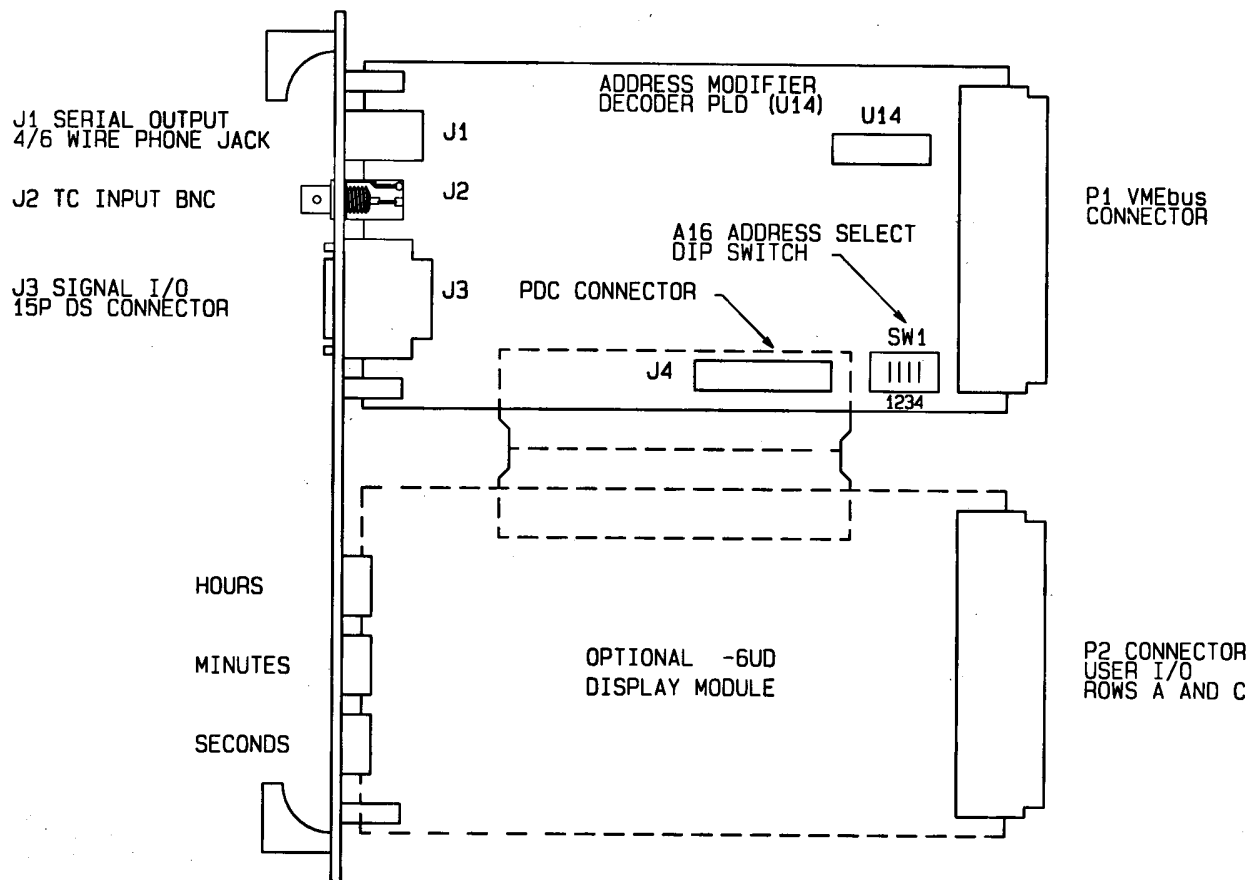 ADDRESS MODIFIER
DECODER PLD (U14)
U14
J1 SERIAL OUTPUT
4/6 WIRE PHONE JACK
J1
J2 TC INPUT BNC
J2
P1 VMEbus
CONNECTOR
A16 ADDRESS SELECT
DIP SWITCH
J3 SIGNAL I/O
15P DS CONNECTOR
J3
PDC CONNECTOR
SW1
J4
1234
HOURS
MINUTES
SECONDS
OPTIONAL -6UD
DISPLAY MODULE
P2 CONNECTOR
USER I/O
ROWS A AND C